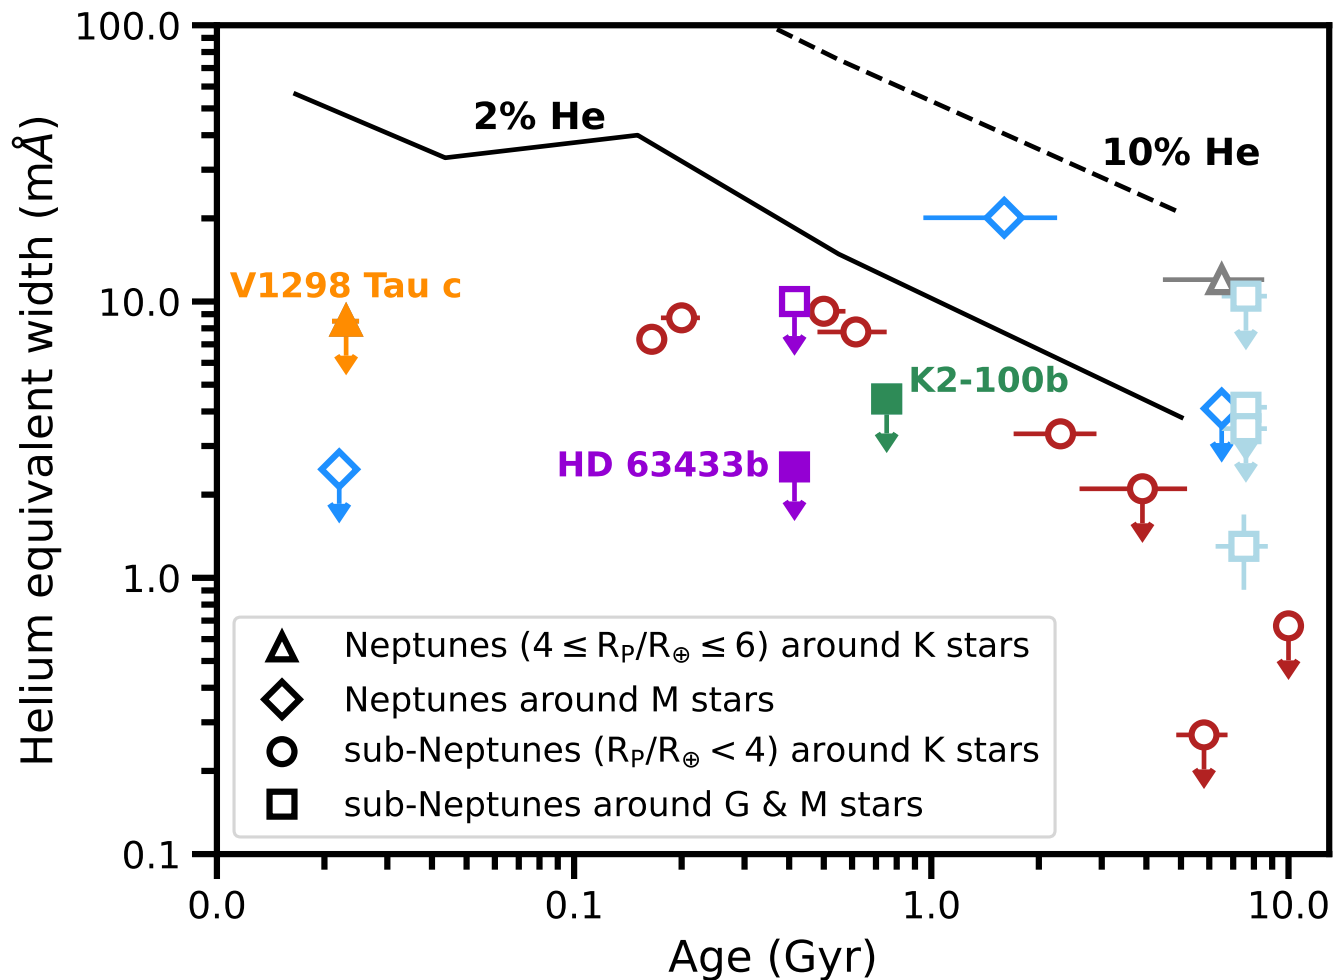 100.0
10.0
1.0
0.1
Helium equivalent width (mÅ)
2% He
10% He
V1298 Tau c
K2-100b
HD 63433b
Neptunes (4 ≤ R_P/R_⊕ ≤ 6) around K stars
Neptunes around M stars
sub-Neptunes (R_P/R_⊕ < 4) around K stars
sub-Neptunes around G & M stars
0.0 0.1 1.0 10.0
Age (Gyr)